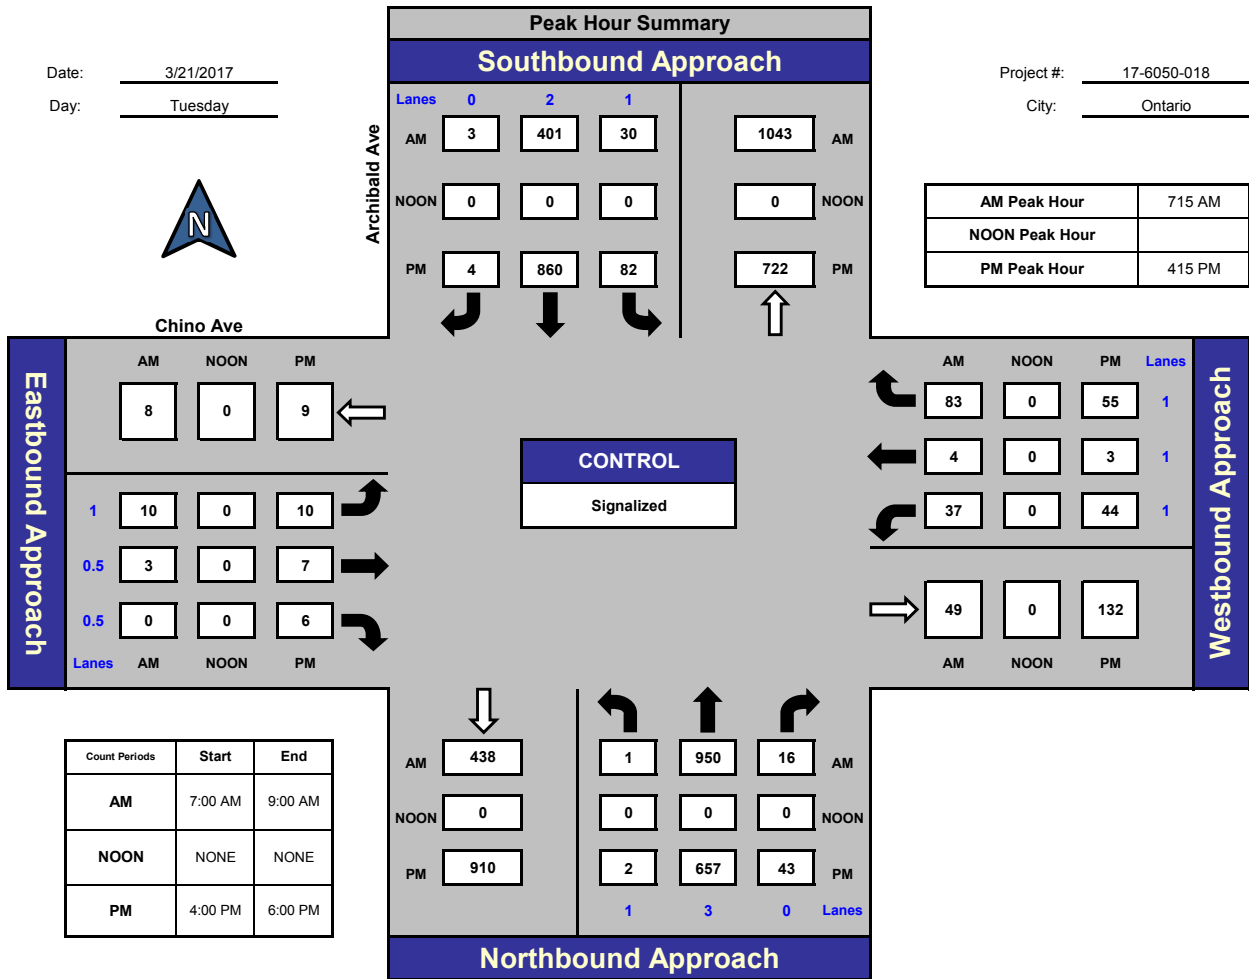 Peak Hour Summary
Southbound Approach
Date: 3/21/2017
Day: Tuesday
Project #: 17-6050-018
City: Ontario
Archibald Ave
Lanes 0 2 1
AM 3 401 30 1043 AM
NOON 0 0 0 0 NOON
PM 4 860 82 722 PM
N
AM Peak Hour 715 AM
NOON Peak Hour
PM Peak Hour 415 PM
Chino Ave
Eastbound Approach
AM NOON PM
8 0 9
1 10 0 10
0.5 3 0 7
0.5 0 0 6
Lanes AM NOON PM
CONTROL
Signalized
AM NOON PM Lanes
83 0 55 1
4 0 3 1
37 0 44 1
49 0 132
AM NOON PM
Westbound Approach
Count Periods Start End
AM 7:00 AM 9:00 AM
NOON NONE NONE
PM 4:00 PM 6:00 PM
AM 438 1 950 16 AM
NOON 0 0 0 0 NOON
PM 910 2 657 43 PM
1 3 0 Lanes
Northbound Approach